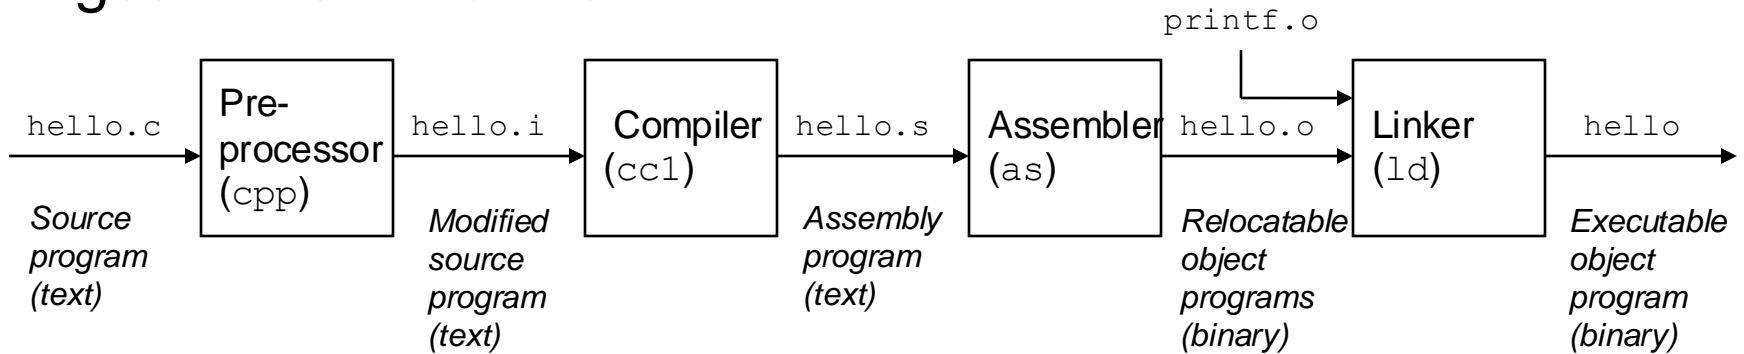 printf.o
hello.c
Pre-
processor
(cpp)
hello.i
Compiler
(cc1)
hello.s
Assembler
(as)
hello.o
Linker
(ld)
hello
Source
program
(text)
Modified
source
program
(text)
Assembly
program
(text)
Relocatable
object
programs
(binary)
Executable
object
program
(binary)